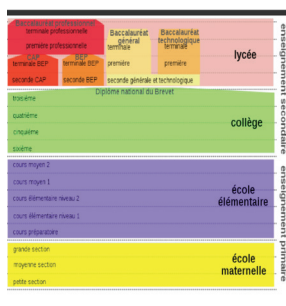 Baccalauréat professionnel
terminale professionnelle
première professionnelle
CAP
BEP
terminale BEP
terminale BEP
seconde CAP
seconde BEP
Baccalauréat
général
terminale
première
Baccalauréat
technologique
terminale
première
seconde générale et technologique
lycée
Diplôme national du Brevet
troisième
quatrième
cinquième
sixième
collège
enseignement secondaire
cours moyen 2
cours moyen 1
cours élémentaire niveau 2
cours élémentaire niveau 1
cours préparatoire
école
élémentaire
grande section
moyenne section
petite section
école
maternelle
enseignement primaire